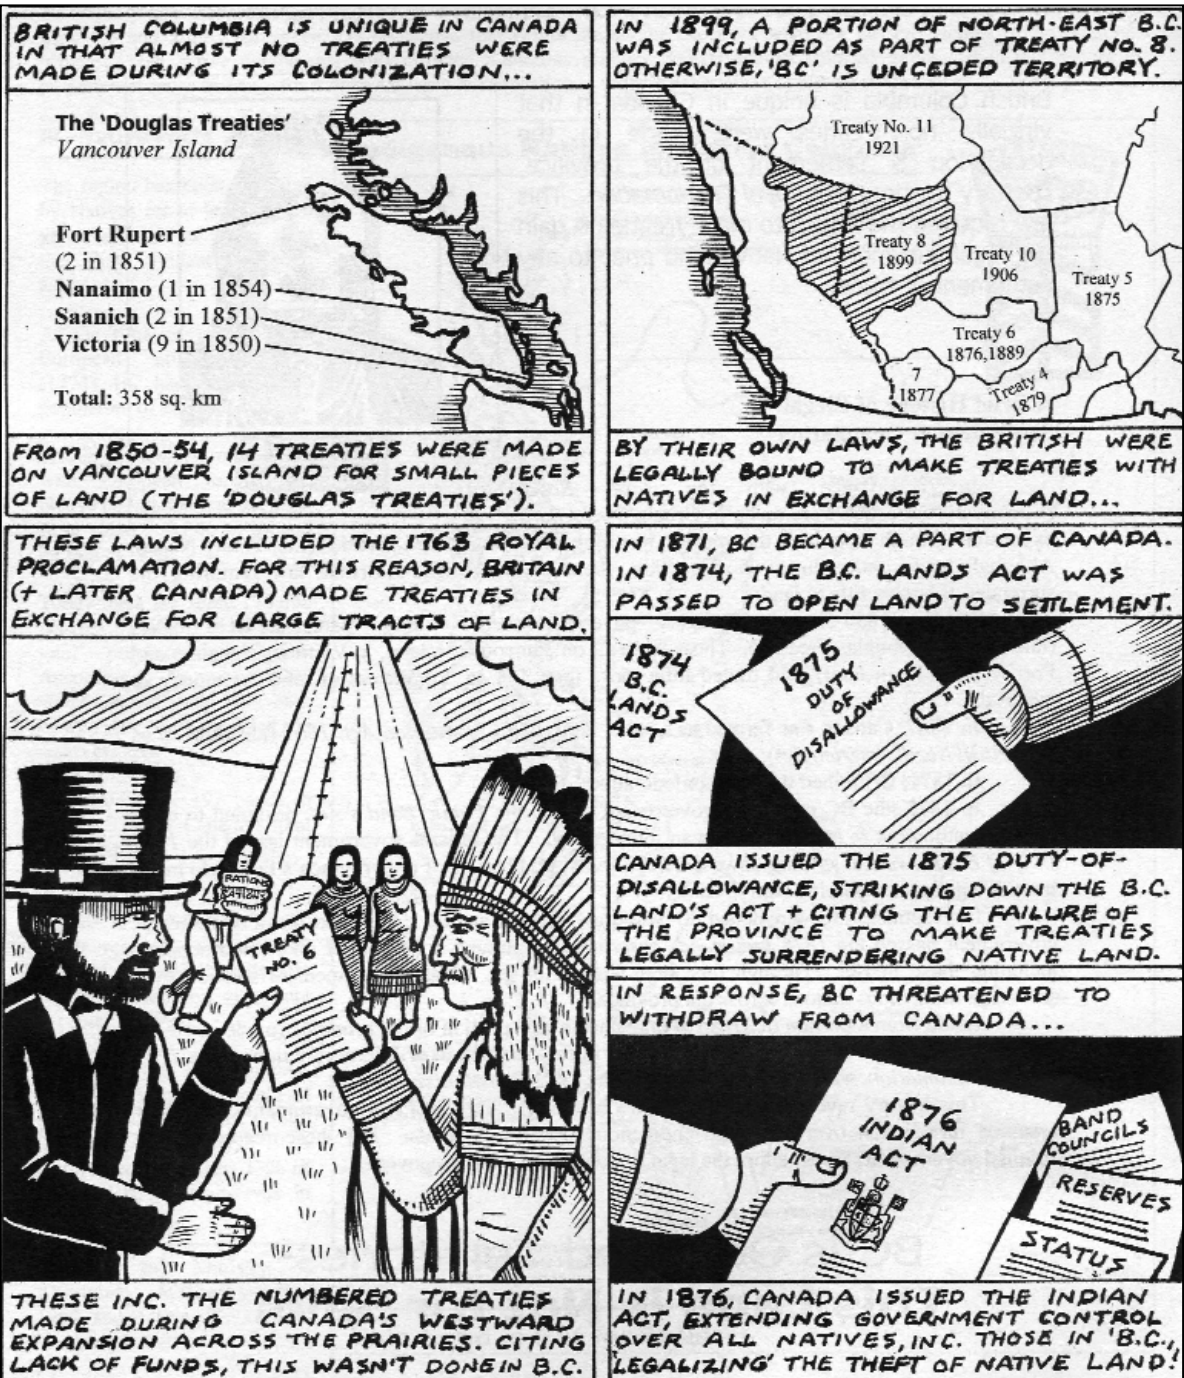 BRITISH COLUMBIA IS UNIQUE IN CANADA
IN THAT ALMOST NO TREATIES WERE
MADE DURING ITS COLONIZATION...
The 'Douglas Treaties'
Vancouver Island
Fort Rupert
(2 in 1851)
Nanaimo (1 in 1854)
Saanich (2 in 1851)
Victoria (9 in 1850)
Total: 358 sq. km
FROM 1850-54, 14 TREATIES WERE MADE
ON VANCOUVER ISLAND FOR SMALL PIECES
OF LAND (THE 'DOUGLAS TREATIES').
IN 1899, A PORTION OF NORTH-EAST B.C.
WAS INCLUDED AS PART OF TREATY NO. 8.
OTHERWISE, 'BC' IS UNCEDED TERRITORY.
Treaty No. 11
1921
Treaty 8
1899
Treaty 10
1906
Treaty 5
1875
Treaty 6
1876,1889
7
1877
Treaty 4
1879
BY THEIR OWN LAWS, THE BRITISH WERE
LEGALLY BOUND TO MAKE TREATIES WITH
NATIVES IN EXCHANGE FOR LAND...
THESE LAWS INCLUDED THE 1763 ROYAL
PROCLAMATION. FOR THIS REASON, BRITAIN
(+ LATER CANADA) MADE TREATIES IN
EXCHANGE FOR LARGE TRACTS OF LAND.
RATIONS
TREATY
NO. 6
THESE INC. THE NUMBERED TREATIES
MADE DURING CANADA'S WESTWARD
EXPANSION ACROSS THE PRAIRIES. CITING
LACK OF FUNDS, THIS WASN'T DONE IN B.C.
IN 1871, BC BECAME A PART OF CANADA.
IN 1874, THE B.C. LANDS ACT WAS
PASSED TO OPEN LAND TO SETTLEMENT.
1874
B.C.
LANDS
ACT
1875
DUTY
OF
DISALLOWANCE
CANADA ISSUED THE 1875 DUTY-OF-
DISALLOWANCE, STRIKING DOWN THE B.C.
LAND'S ACT + CITING THE FAILURE OF
THE PROVINCE TO MAKE TREATIES
LEGALLY SURRENDERING NATIVE LAND.
IN RESPONSE, BC THREATENED TO
WITHDRAW FROM CANADA...
1876
INDIAN
ACT
BAND
COUNCILS
RESERVES
STATUS
IN 1876, CANADA ISSUED THE INDIAN
ACT, EXTENDING GOVERNMENT CONTROL
OVER ALL NATIVES, INC. THOSE IN 'B.C.,
'LEGALIZING' THE THEFT OF NATIVE LAND!